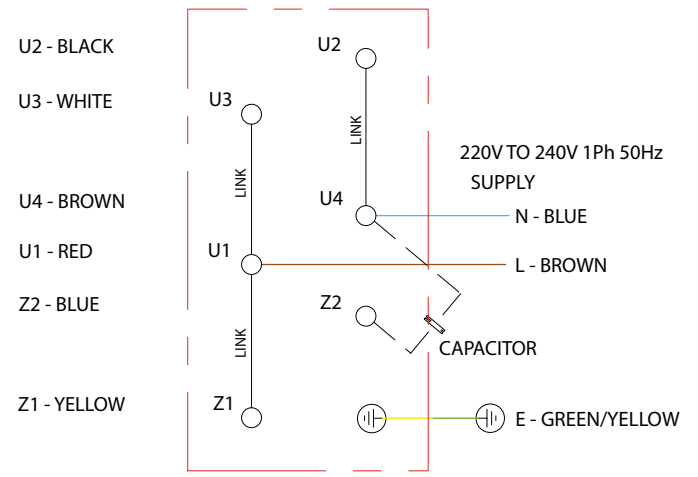 U2 - BLACK
U3 - WHITE
U4 - BROWN
U1 - RED
Z2 - BLUE
Z1 - YELLOW
U2
U3
LINK
LINK
U4
U1
Z2
LINK
Z1
220V TO 240V 1Ph 50Hz
SUPPLY
N - BLUE
L - BROWN
CAPACITOR
E - GREEN/YELLOW